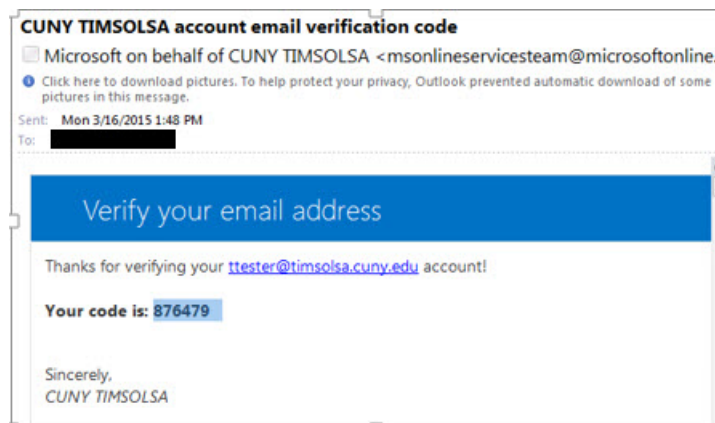 CUNY TIMSOLSA account email verification code
Microsoft on behalf of CUNY TIMSOLSA <msonlineservicesteam@microsoftonline.
Click here to download pictures. To help protect your privacy, Outlook prevented automatic download of some
pictures in this message.
Sent: Mon 3/16/2015 1:48 PM
To:
Verify your email address
Thanks for verifying your ttester@timsolsa.cuny.edu account!
Your code is: 876479
Sincerely,
CUNY TIMSOLSA